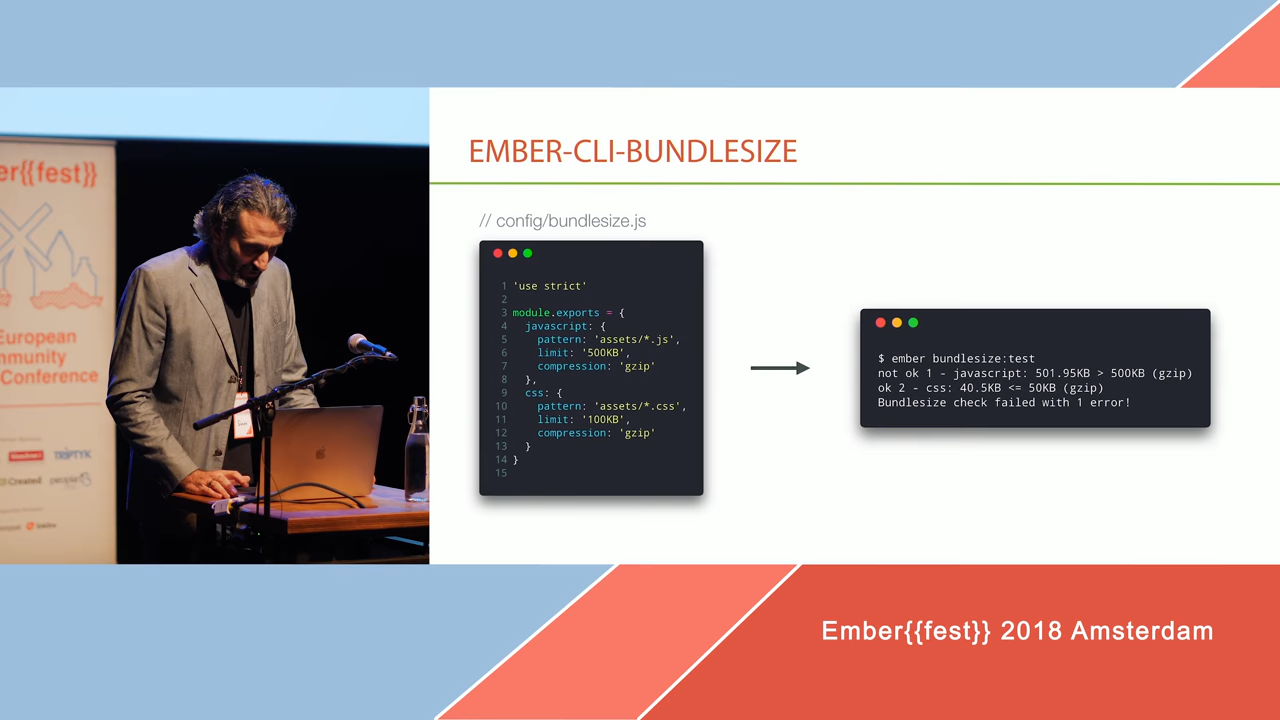 er{{fest}}
European
mmunity
Conference
TRIPTYK
Created
EMBER-CLI-BUNDLESIZE
// config/bundlesize.js
1 'use strict'
2
3 module.exports = {
4 javascript: {
5 pattern: 'assets/*.js',
6 limit: '500KB',
7 compression: 'gzip'
8 },
9 css: {
10 pattern: 'assets/*.css',
11 limit: '100KB',
12 compression: 'gzip'
13 }
14 }
15
$ ember bundlesize:test
not ok 1 - javascript: 501.95KB > 500KB (gzip)
ok 2 - css: 40.5KB <= 50KB (gzip)
Bundlesize check failed with 1 error!
Ember{{fest}} 2018 Amsterdam